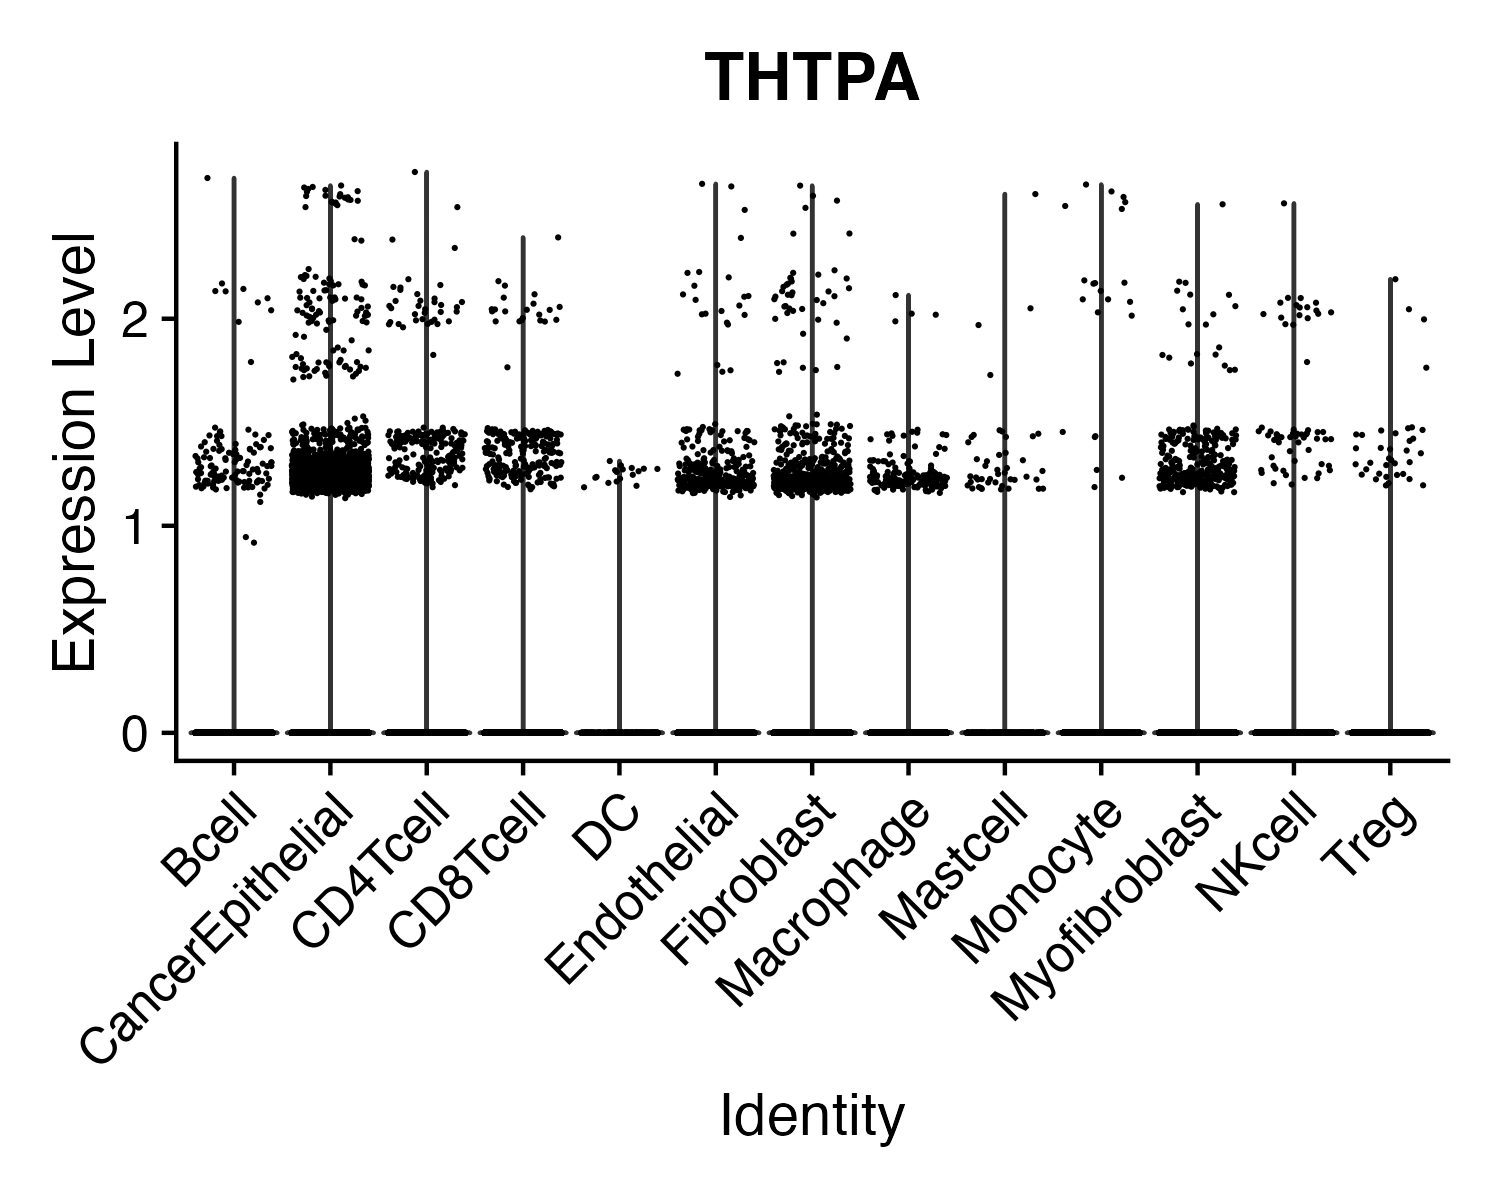 THTPA
Expression Level
2
1
0
Bcell
CancerEpithelial
CD4Tcell
CD8Tcell
DC
Endothelial
Fibroblast
Macrophage
Mastcell
Monocyte
Myofibroblast
NKcell
Treg
Identity